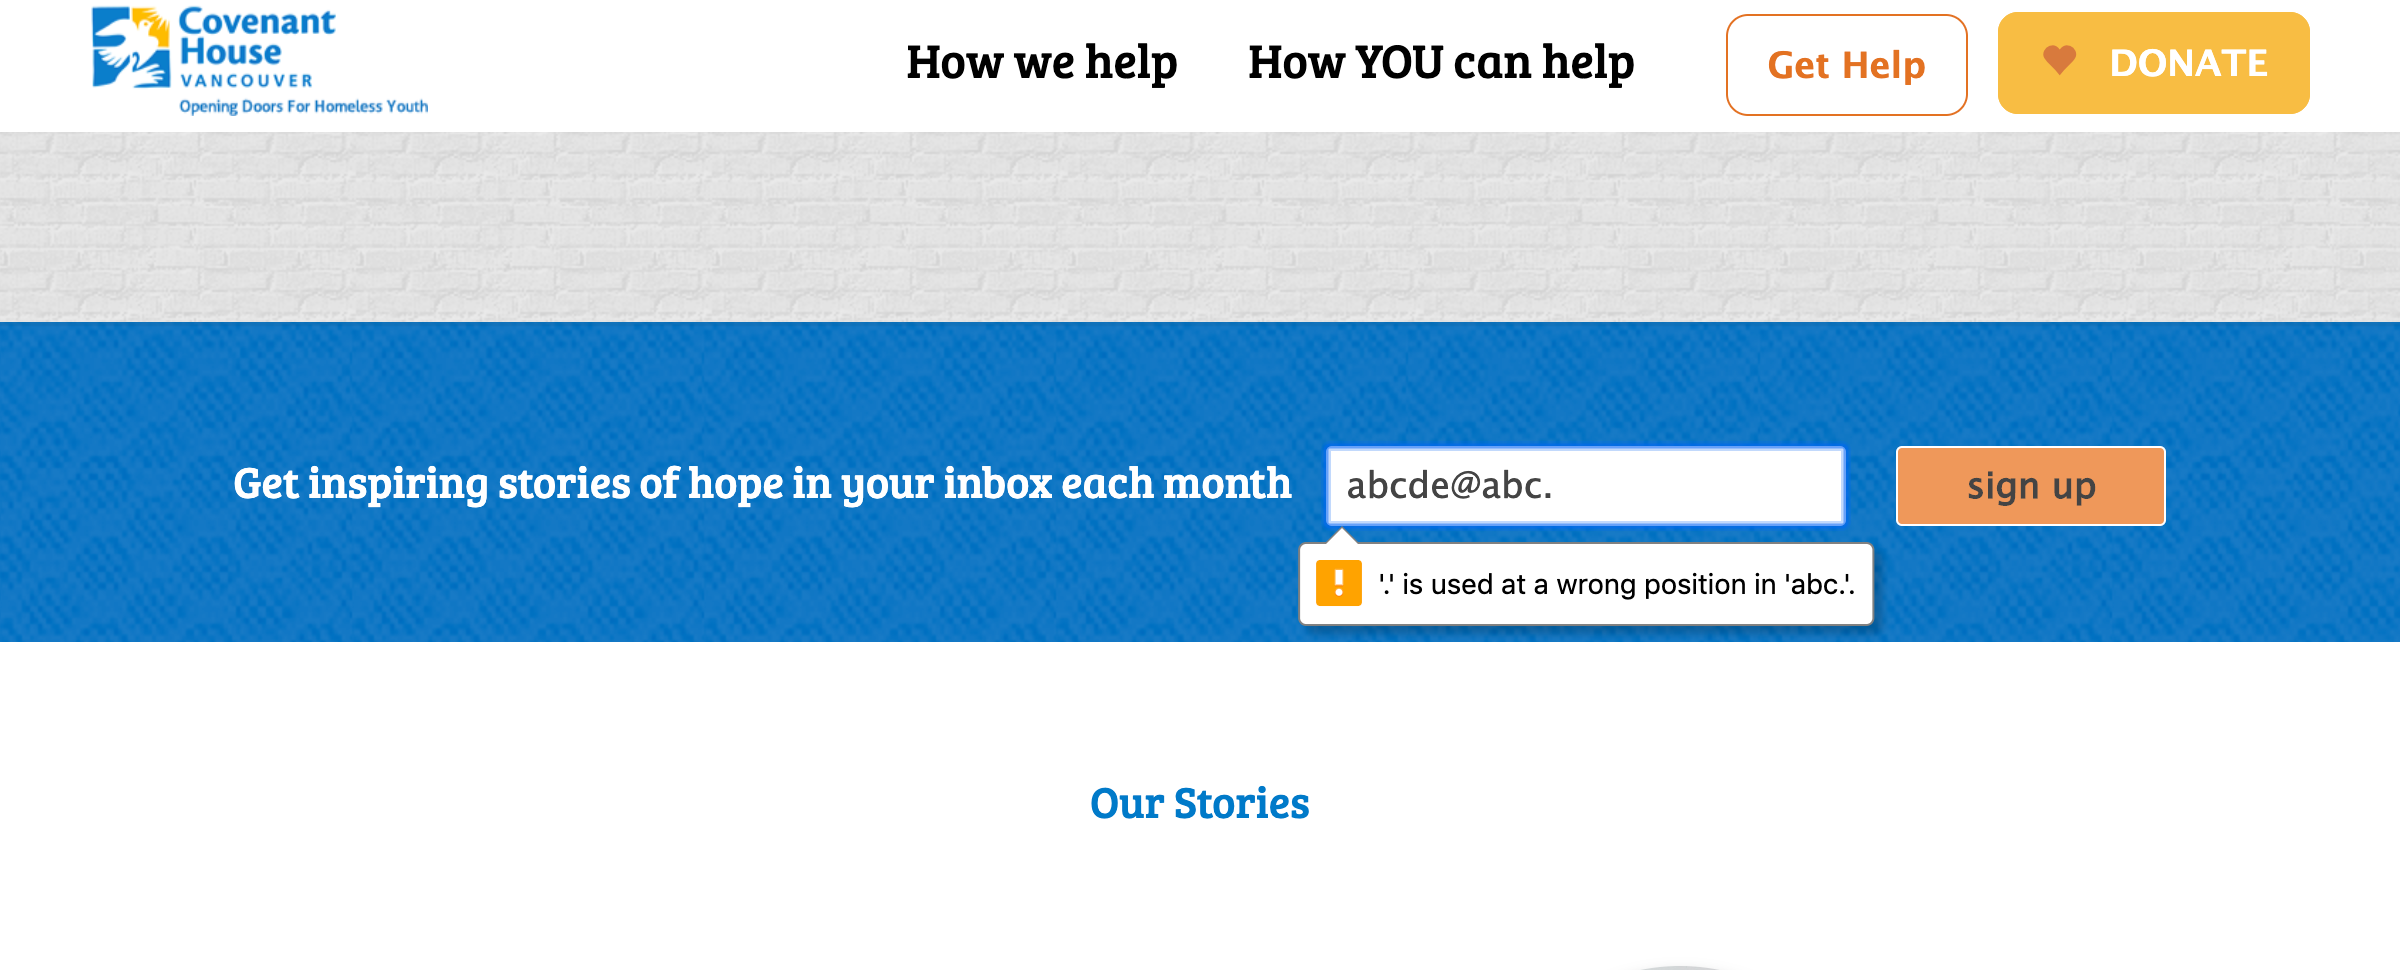 Covenant
House
VANCOUVER
Opening Doors For Homeless Youth
How we help
How YOU can help
Get Help
DONATE
Get inspiring stories of hope in your inbox each month
abcde@abc.
sign up
'.' is used at a wrong position in 'abc.'.
Our Stories